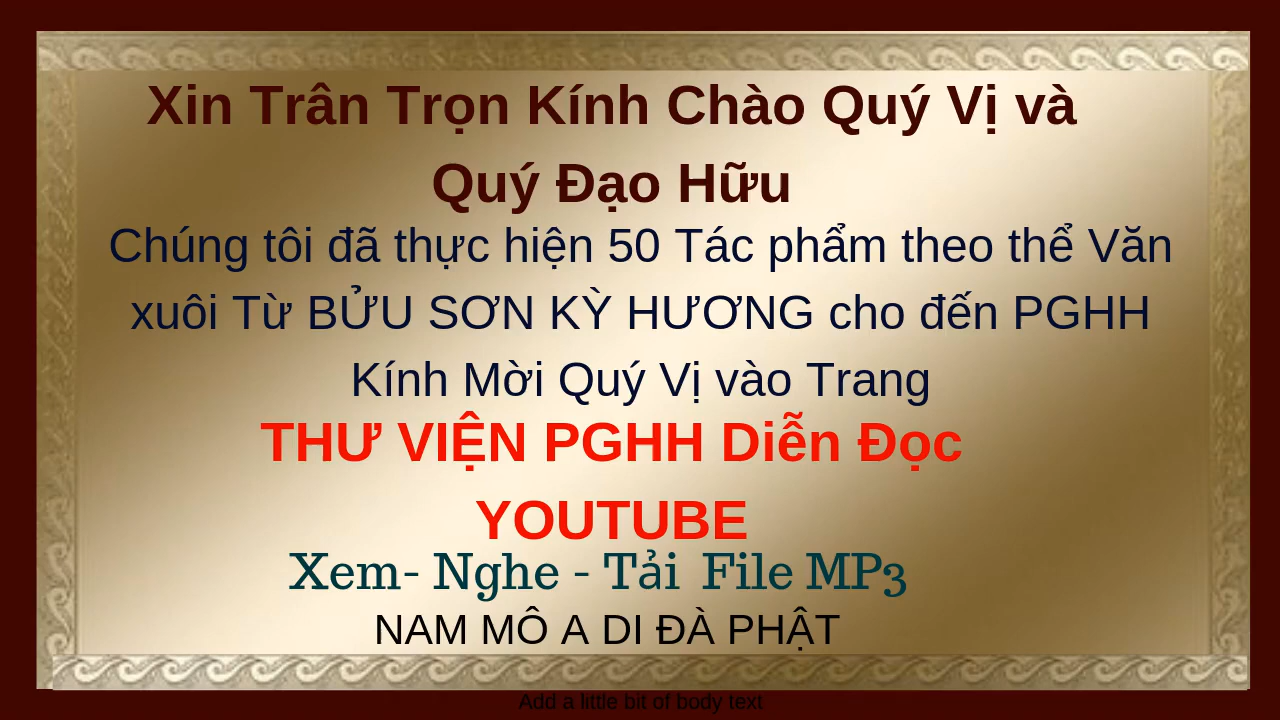 Xin Trân Trọn Kính Chào Quý Vị và
Quý Đạo Hữu
Chúng tôi đã thực hiện 50 Tác phẩm theo thể Văn
xuôi Từ BỬU SƠN KỲ HƯƠNG cho đến PGHH
Kính Mời Quý Vị vào Trang
THƯ VIỆN PGHH Diễn Đọc
YOUTUBE
Xem- Nghe - Tải File MP3
NAM MÔ A DI ĐÀ PHẬT
Add a little bit of body text